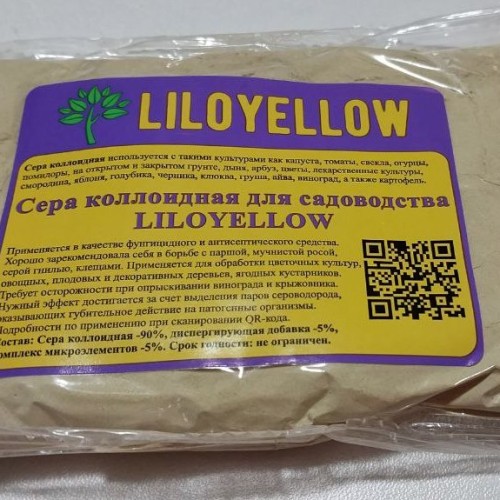 LILOYELLOW
Сера коллоидная используется с такими культурами как капуста, томаты, свекла, огурцы,
помидоры, на открытом и закрытом грунте, дыня, арбуз, цветы, лекарственные культуры,
смородина, яблоня, голубика, черника, клюква, груша, айва, виноград, а также картофель.
Сера коллоидная для садоводства
LILOYELLOW
Применяется в качестве фунгицидного и антисептического средства.
Хорошо зарекомендовала себя в борьбе с паршой, мучнистой росой,
серой гнилью, клещами. Применяется для обработки цветочных культур,
овощных, плодовых и декоративных деревьев, ягодных кустарников.
Требует осторожности при опрыскивании винограда и крыжовника.
Нужный эффект достигается за счет выделения паров сероводорода,
оказывающих губительное действие на патогенные организмы.
Подробности по применению при сканировании QR-кода.
Состав: Сера коллоидная -90%, диспергирующая добавка -5%,
комплекс микроэлементов -5%. Срок годности: не ограничен.